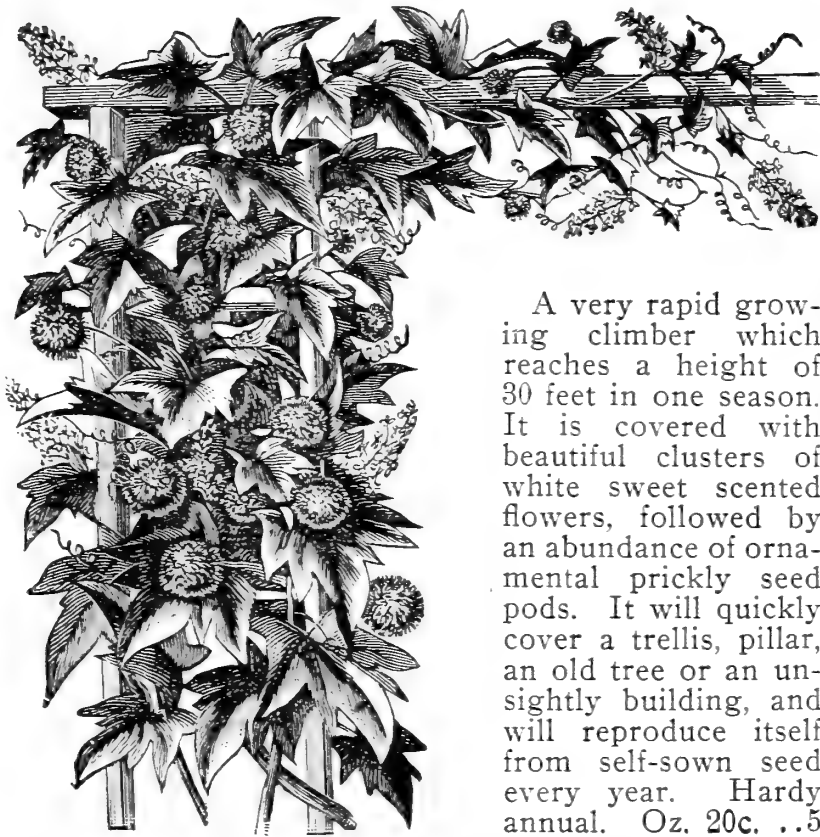 A very rapid grow-
ing climber which
reaches a height of
30 feet in one season.
It is covered with
beautiful clusters of
white sweet scented
flowers, followed by
an abundance of orna-
mental prickly seed
pods. It will quickly
cover a trellis, pillar,
an old tree or an un-
sightly building, and
will reproduce itself
from self-sown seed
every year. Hardy
annual. Oz. 20c. ..5